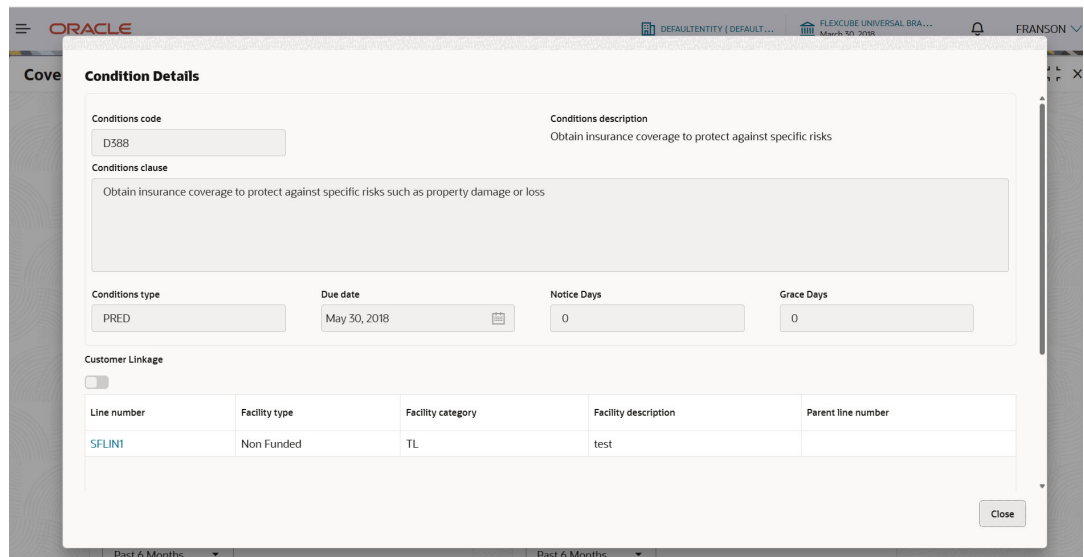 ORACLE
DEFAULTENTITY ( DEFAULT...
FLEXCUBE UNIVERSAL BRA...
March 30, 2018
FRANSON
Cove
Condition Details
Conditions code
Conditions description
D388
Obtain insurance coverage to protect against specific risks
Conditions clause
Obtain insurance coverage to protect against specific risks such as property damage or loss
Conditions type Due date Notice Days Grace Days
PRED May 30, 2018 0 0
Customer Linkage
Line number Facility type Facility category Facility description Parent line number
SFLIN1 Non Funded TL test
Close
Past 6 Months Past 6 Months